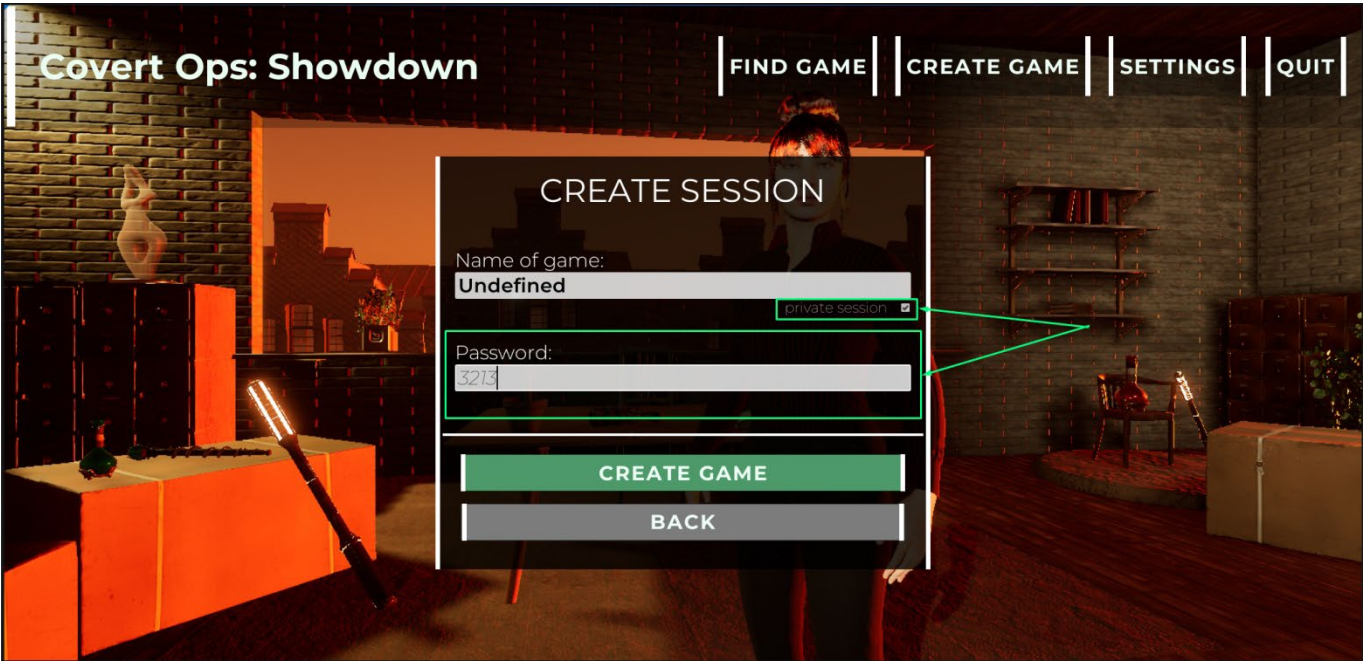 Covert Ops: Showdown
FIND GAME
CREATE GAME
SETTINGS
QUIT
CREATE SESSION
Name of game:
Undefined
private session
Password:
3213
CREATE GAME
BACK